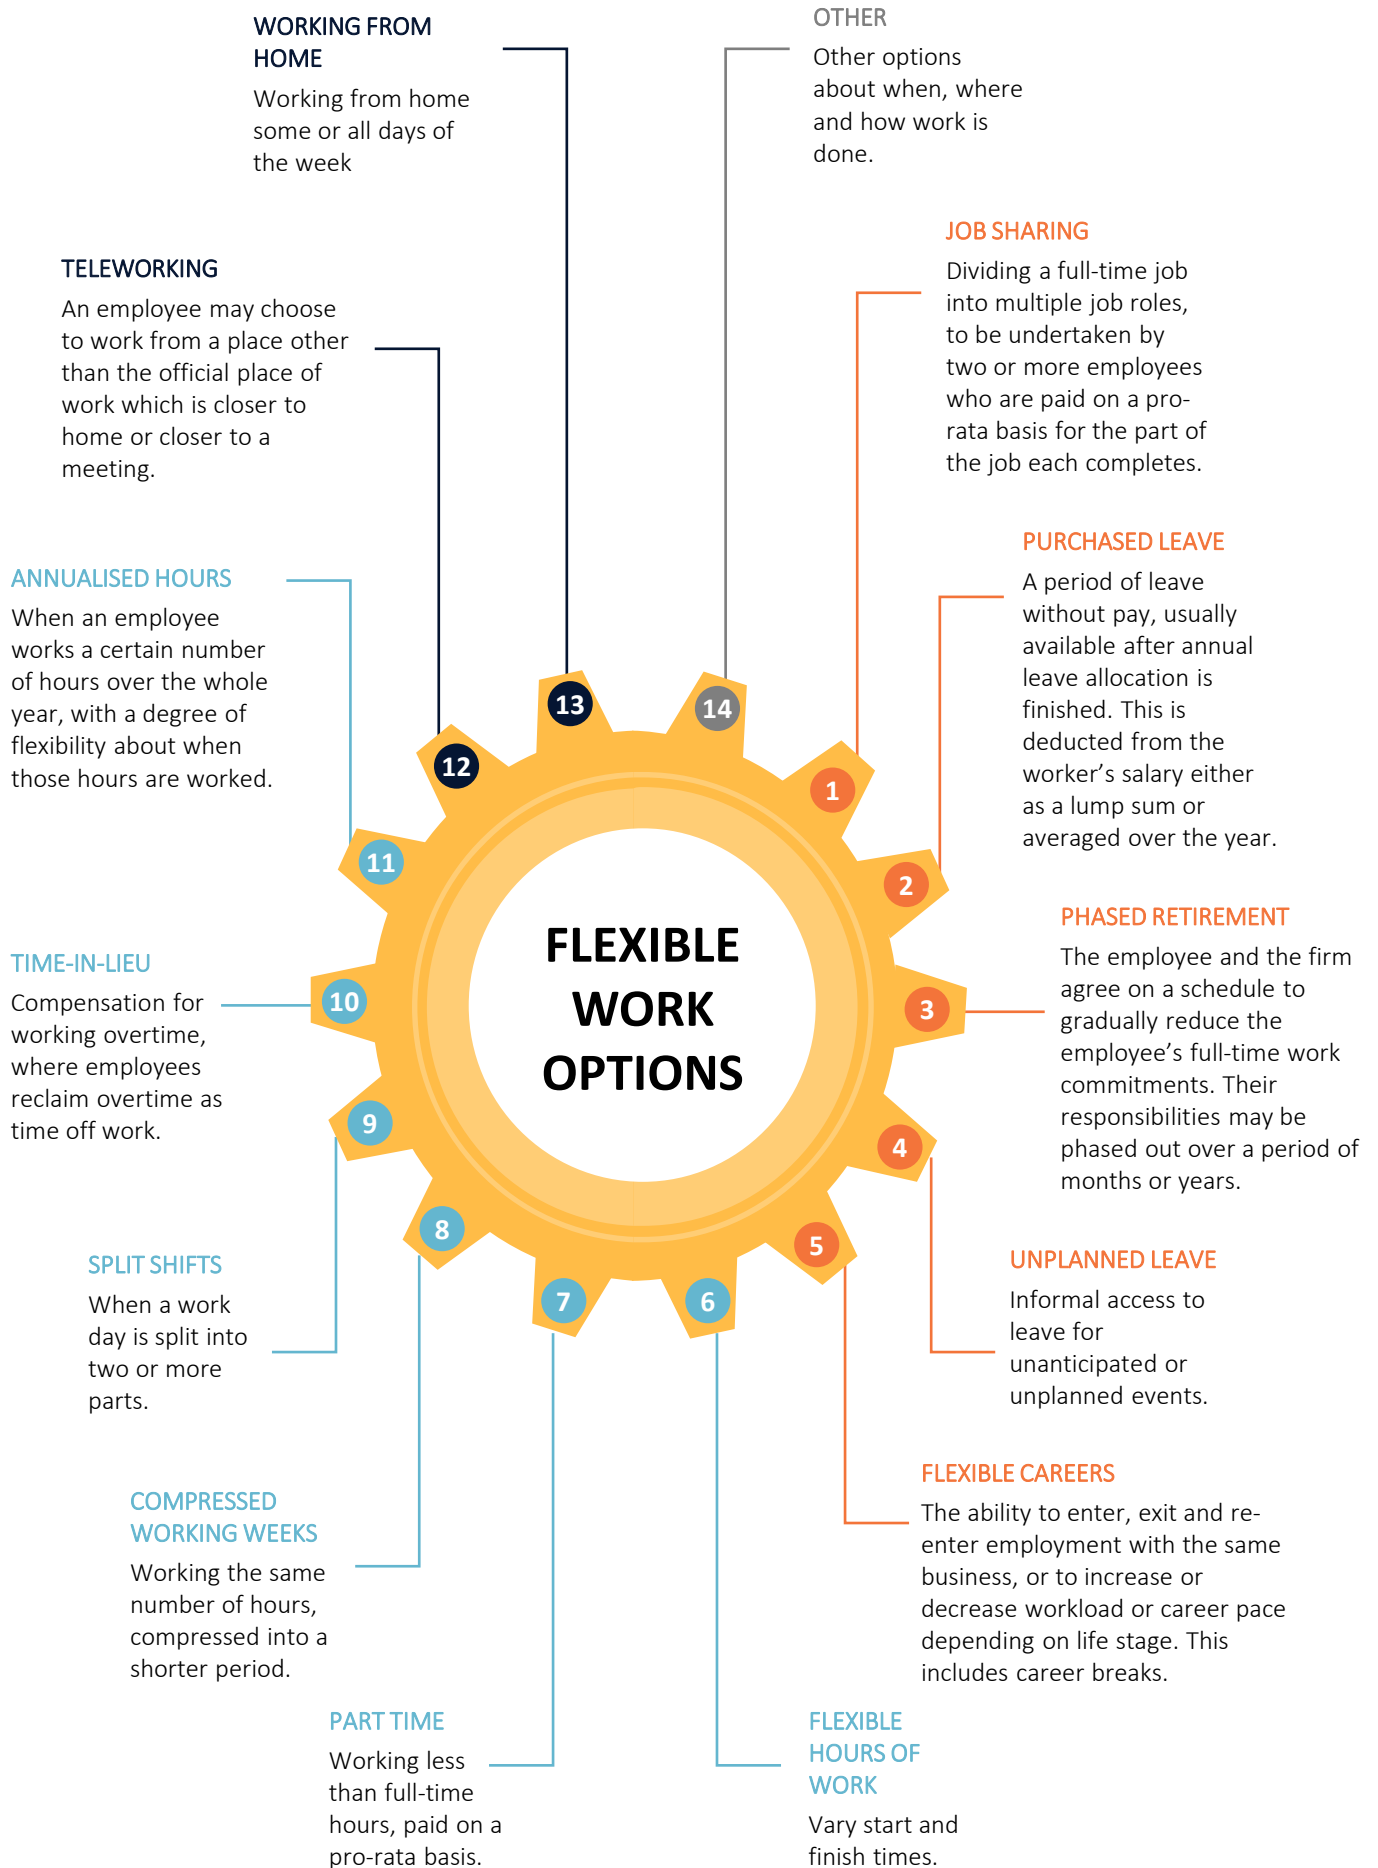 WORKING FROM
HOME
Working from home
some or all days of
the week
OTHER
Other options
about when, where
and how work is
done.
JOB SHARING
Dividing a full-time job
into multiple job roles,
to be undertaken by
two or more employees
who are paid on a pro-
rata basis for the part of
the job each completes.
TELEWORKING
An employee may choose
to work from a place other
than the official place of
work which is closer to
home or closer to a
meeting.
PURCHASED LEAVE
A period of leave
without pay, usually
available after annual
leave allocation is
finished. This is
deducted from the
worker’s salary either
as a lump sum or
averaged over the year.
ANNUALISED HOURS
When an employee
works a certain number
of hours over the whole
year, with a degree of
flexibility about when
those hours are worked.
13
14
12
1
11
2
PHASED RETIREMENT
The employee and the firm
agree on a schedule to
gradually reduce the
employee’s full-time work
commitments. Their
responsibilities may be
phased out over a period of
months or years.
FLEXIBLE
WORK
OPTIONS
TIME-IN-LIEU
Compensation for
working overtime,
where employees
reclaim overtime as
time off work.
10
3
9
4
8
5
7
6
SPLIT SHIFTS
When a work
day is split into
two or more
parts.
UNPLANNED LEAVE
Informal access to
leave for
unanticipated or
unplanned events.
FLEXIBLE CAREERS
The ability to enter, exit and re-
enter employment with the same
business, or to increase or
decrease workload or career pace
depending on life stage. This
includes career breaks.
COMPRESSED
WORKING WEEKS
Working the same
number of hours,
compressed into a
shorter period.
PART TIME
Working less
than full-time
hours, paid on a
pro-rata basis.
FLEXIBLE
HOURS OF
WORK
Vary start and
finish times.